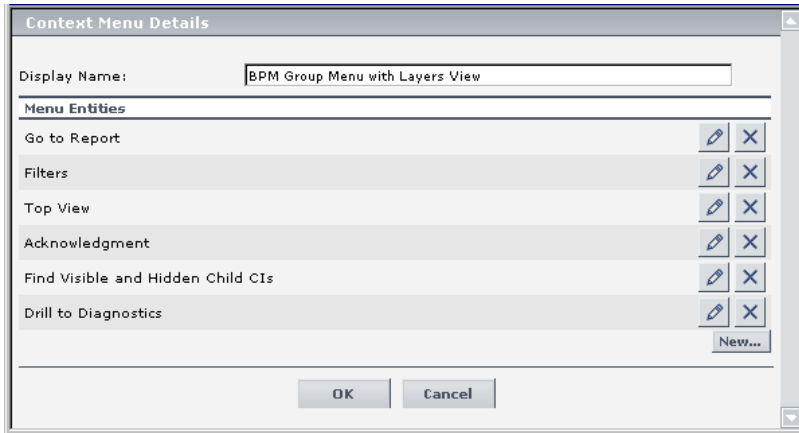 Context Menu Details
Display Name: BPM Group Menu with Layers View
Menu Entities
Go to Report
Filters
Top View
Acknowledgment
Find Visible and Hidden Child CIs
Drill to Diagnostics
New...
OK Cancel